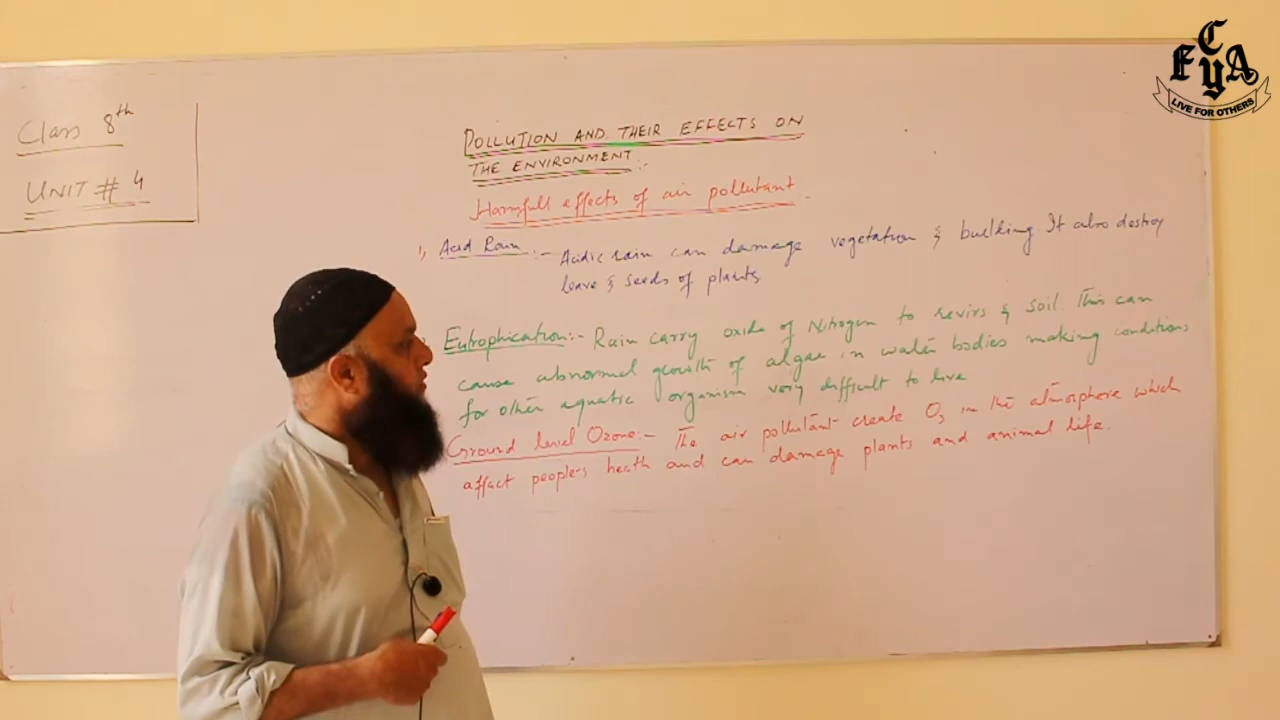 Class 8th
UNIT # 4
POLLUTION AND THEIR EFFECTS ON
THE ENVIRONMENT :-
Harmfull effects of air pollutant
1, Acid Rain :- Acidic rain can damage vegetation & building. It also destroy
leave & seeds of plants
Eutrophication:- Rain carry oxide of Nitrogen to revirs & soil. This can
cause abnormal growth of algae in water bodies making conditions
for other aquatic organism very difficult to live
Ground level Ozone:- The air pollutant create O3 in the atmosphere which
affact people's heath and can damage plants and animal life.
ECYA
LIVE FOR OTHERS